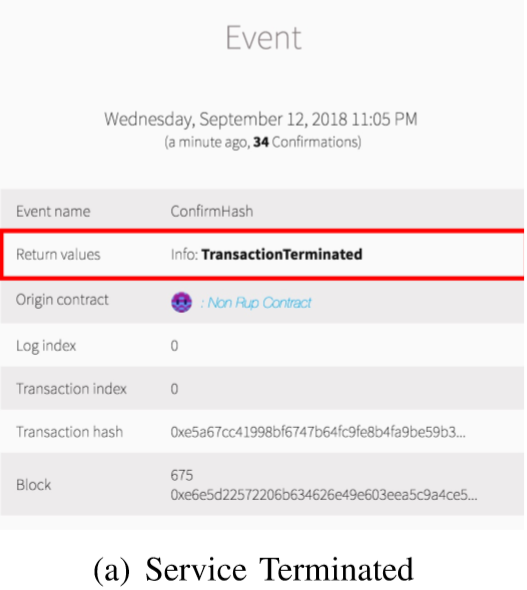 Event
Wednesday, September 12, 2018 11:05 PM
(a minute ago, 34 Confirmations)
Event name ConfirmHash
Return values Info: TransactionTerminated
Origin contract : Non Rup Contract
Log index 0
Transaction index 0
Transaction hash 0xe5a67cc41998bf6747b64fc9fe8b4fa9be59b3...
Block 675
0xe6e5d22572206b634626e49e603eea5c9a4ce5...
(a) Service Terminated